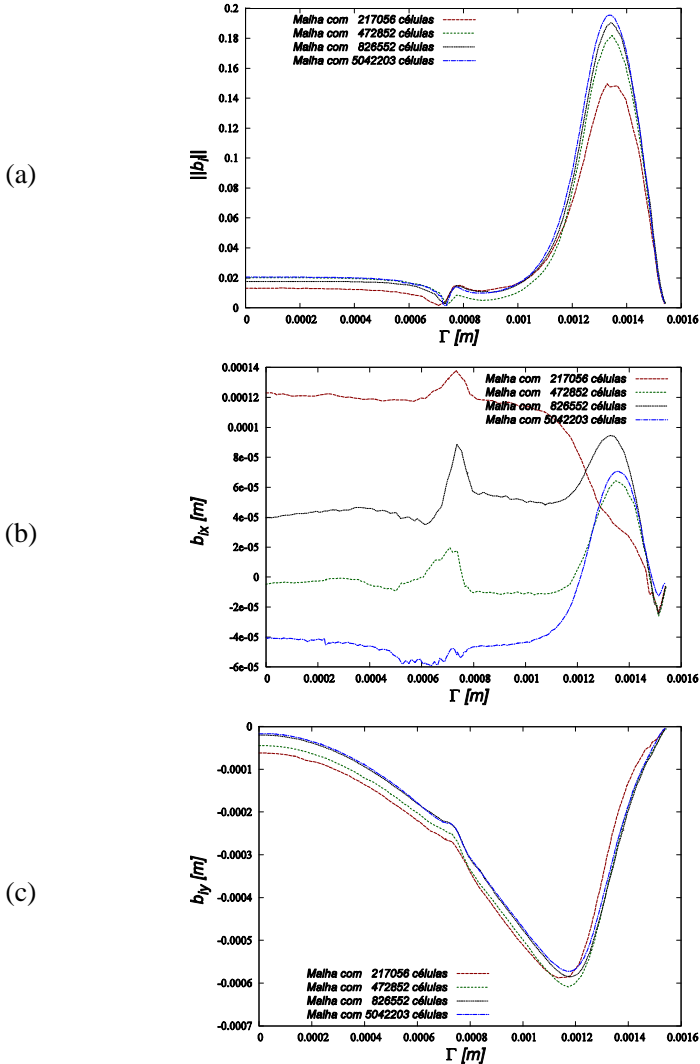 0.2
Malha com 217056 células
0.18
Malha com 472852 células
0.16
Malha com 826552 células
Malha com 5042203 células
0.14
0.12
(a)
||b_l||
0.1
0.08
0.06
0.04
0.02
0
0 0.0002 0.0004 0.0006 0.0008 0.001 0.0012 0.0014 0.0016
Γ [m]
0.00014
Malha com 217056 células
0.00012
Malha com 472852 células
Malha com 826552 células
0.0001
Malha com 5042203 células
8e-05
6e-05
(b)
b_lx [m]
4e-05
2e-05
0
-2e-05
-4e-05
-6e-05
0 0.0002 0.0004 0.0006 0.0008 0.001 0.0012 0.0014 0.0016
Γ [m]
0
-0.0001
-0.0002
-0.0003
(c)
b_ly [m]
-0.0004
-0.0005
-0.0006
Malha com 217056 células
Malha com 472852 células
Malha com 826552 células
Malha com 5042203 células
-0.0007
0 0.0002 0.0004 0.0006 0.0008 0.001 0.0012 0.0014 0.0016
Γ [m]